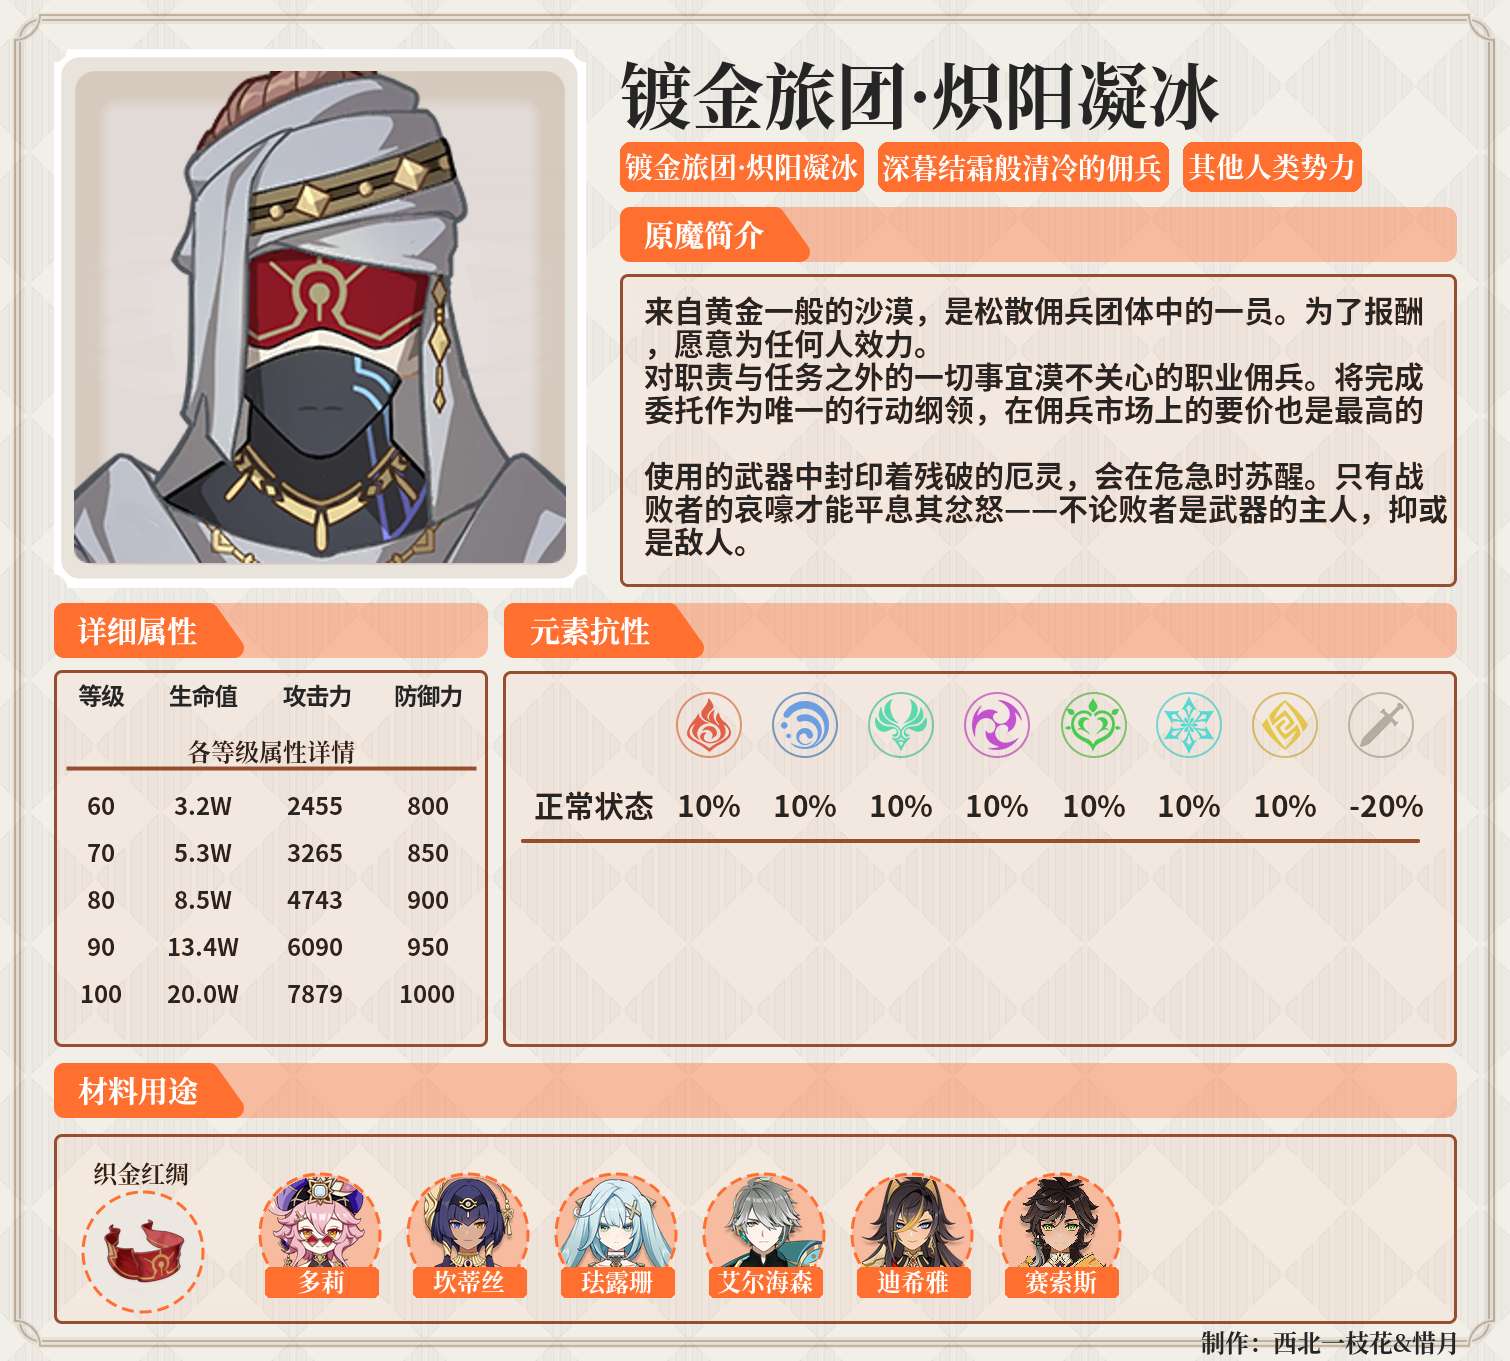 镀金旅团·炽阳凝冰
镀金旅团·炽阳凝冰 深暮结霜般清冷的佣兵 其他人类势力
原魔简介
来自黄金一般的沙漠，是松散佣兵团体中的一员。为了报酬
，愿意为任何人效力。
对职责与任务之外的一切事宜漠不关心的职业佣兵。将完成
委托作为唯一的行动纲领，在佣兵市场上的要价也是最高的
使用的武器中封印着残破的厄灵，会在危急时苏醒。只有战
败者的哀嚎才能平息其忿怒——不论败者是武器的主人，抑或
是敌人。
详细属性
等级 生命值 攻击力 防御力
各等级属性详情
60 3.2W 2455 800
70 5.3W 3265 850
80 8.5W 4743 900
90 13.4W 6090 950
100 20.0W 7879 1000
元素抗性
正常状态 10% 10% 10% 10% 10% 10% 10% -20%
材料用途
织金红绸
多莉 坎蒂丝 珐露珊 艾尔海森 迪希雅 赛索斯
制作：西北一枝花&惜月